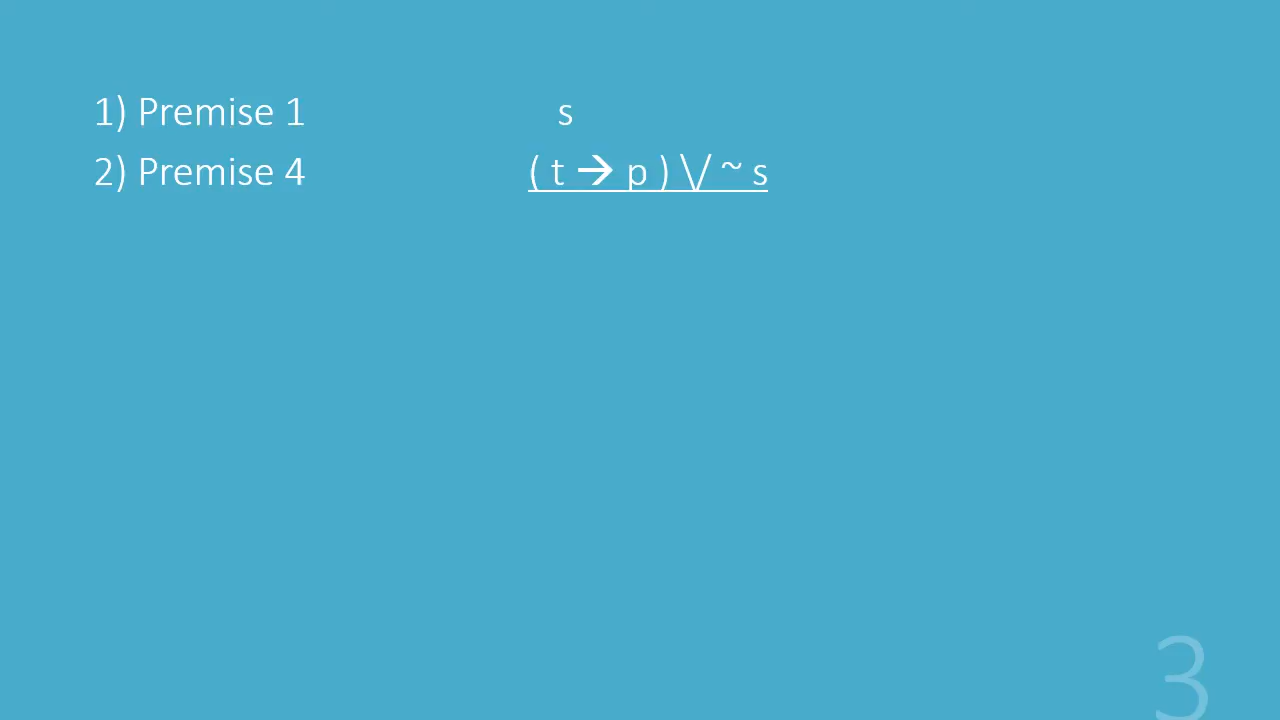 1) Premise 1 s
2) Premise 4 ( t → p ) \/ ~ s
3